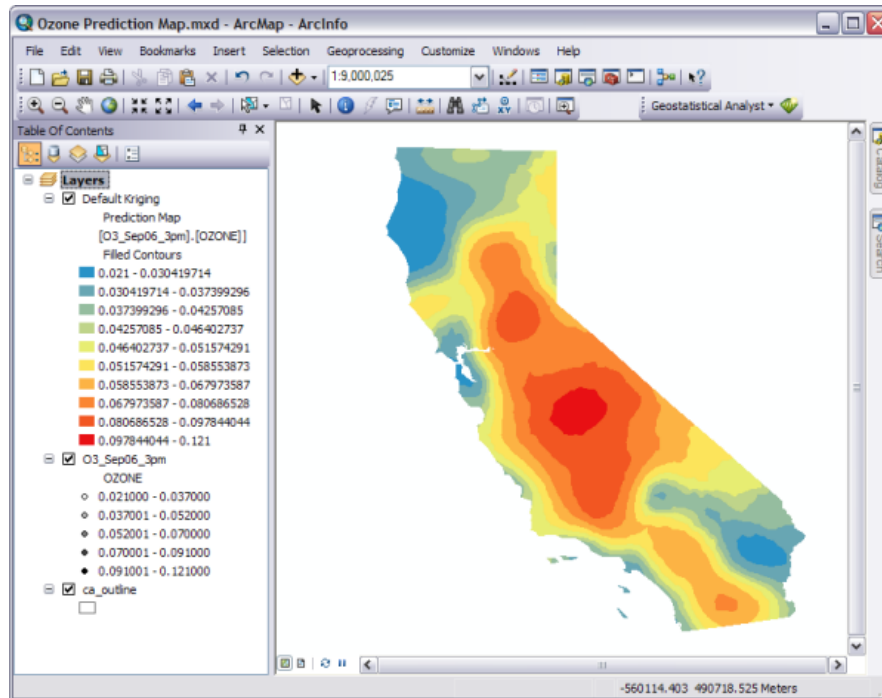 Ozone Prediction Map.mxd - ArcMap - ArcInfo
File Edit View Bookmarks Insert Selection Geoprocessing Customize Windows Help
1:9,000,025
Geostatistical Analyst
Table Of Contents
Layers
Default Kriging
Prediction Map
[O3_Sep06_3pm].[OZONE]]
Filled Contours
0.021 - 0.030419714
0.030419714 - 0.037399296
0.037399296 - 0.04257085
0.04257085 - 0.046402737
0.046402737 - 0.051574291
0.051574291 - 0.058553873
0.058553873 - 0.067973587
0.067973587 - 0.080686528
0.080686528 - 0.097844044
0.097844044 - 0.121
O3_Sep06_3pm
OZONE
0.021000 - 0.037000
0.037001 - 0.052000
0.052001 - 0.070000
0.070001 - 0.091000
0.091001 - 0.121000
ca_outline
Catalog
Search
-560114.403 490718.525 Meters